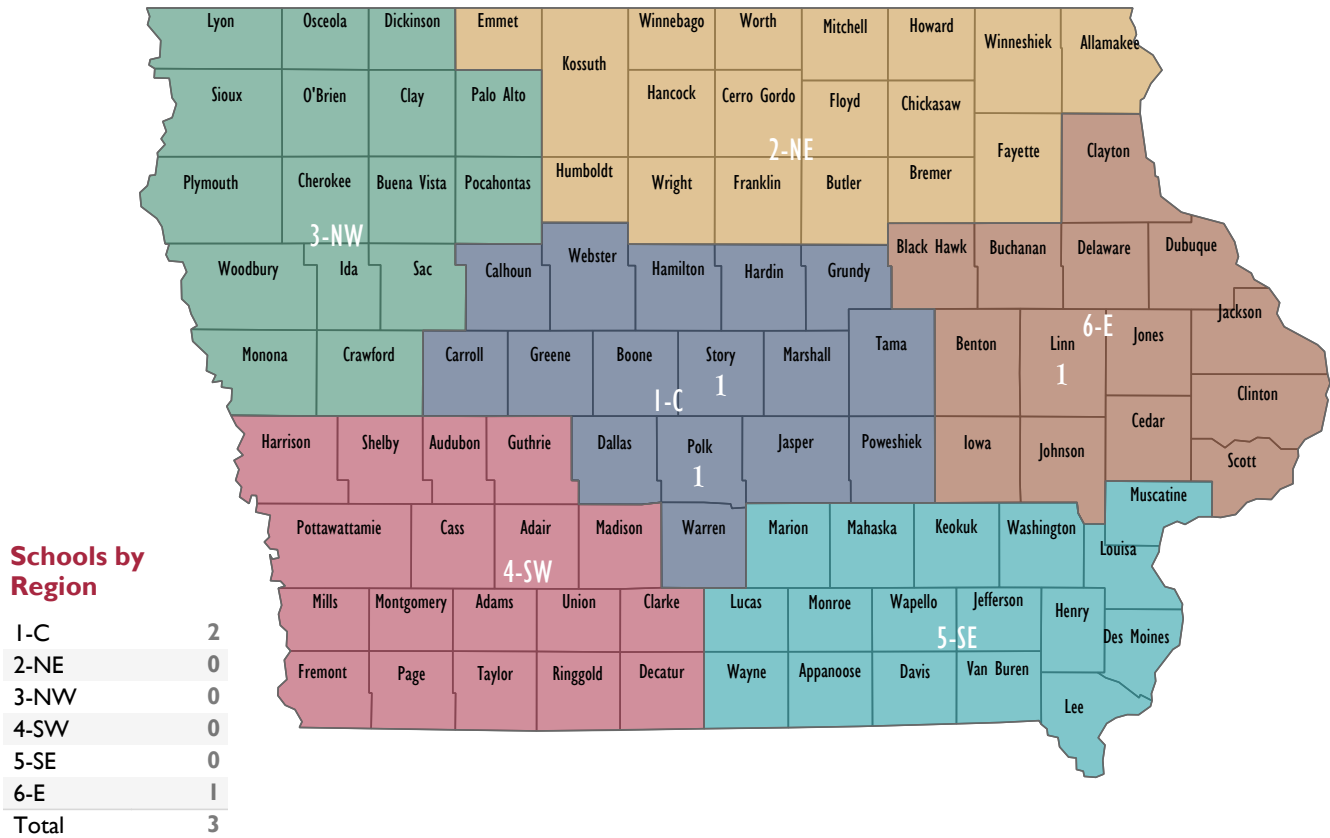 Lyon Osceola Dickinson Emmet Winnebago Worth Mitchell Howard Winneshiek Allamakee
Kossuth
Sioux O'Brien Clay Palo Alto Hancock Cerro Gordo Floyd Chickasaw
2-NE
Fayette Clayton
Plymouth Cherokee Buena Vista Pocahontas Humboldt Wright Franklin Butler Bremer
3-NW
Woodbury Ida Sac Calhoun Webster Hamilton Hardin Grundy Black Hawk Buchanan Delaware Dubuque
Jackson
6-E
Monona Crawford Carroll Greene Boone Story Marshall Tama Benton Linn Jones
1 1
1-C
Clinton
Harrison Shelby Audubon Guthrie Dallas Polk Jasper Poweshiek Iowa Johnson Cedar
Scott
1
Muscatine
Pottawattamie Cass Adair Madison Warren Marion Mahaska Keokuk Washington
Louisa
4-SW
Mills Montgomery Adams Union Clarke Lucas Monroe Wapello Jefferson Henry
5-SE
Des Moines
Fremont Page Taylor Ringgold Decatur Wayne Appanoose Davis Van Buren
Lee
Schools by
Region
1-C 2
2-NE 0
3-NW 0
4-SW 0
5-SE 0
6-E 1
Total 3